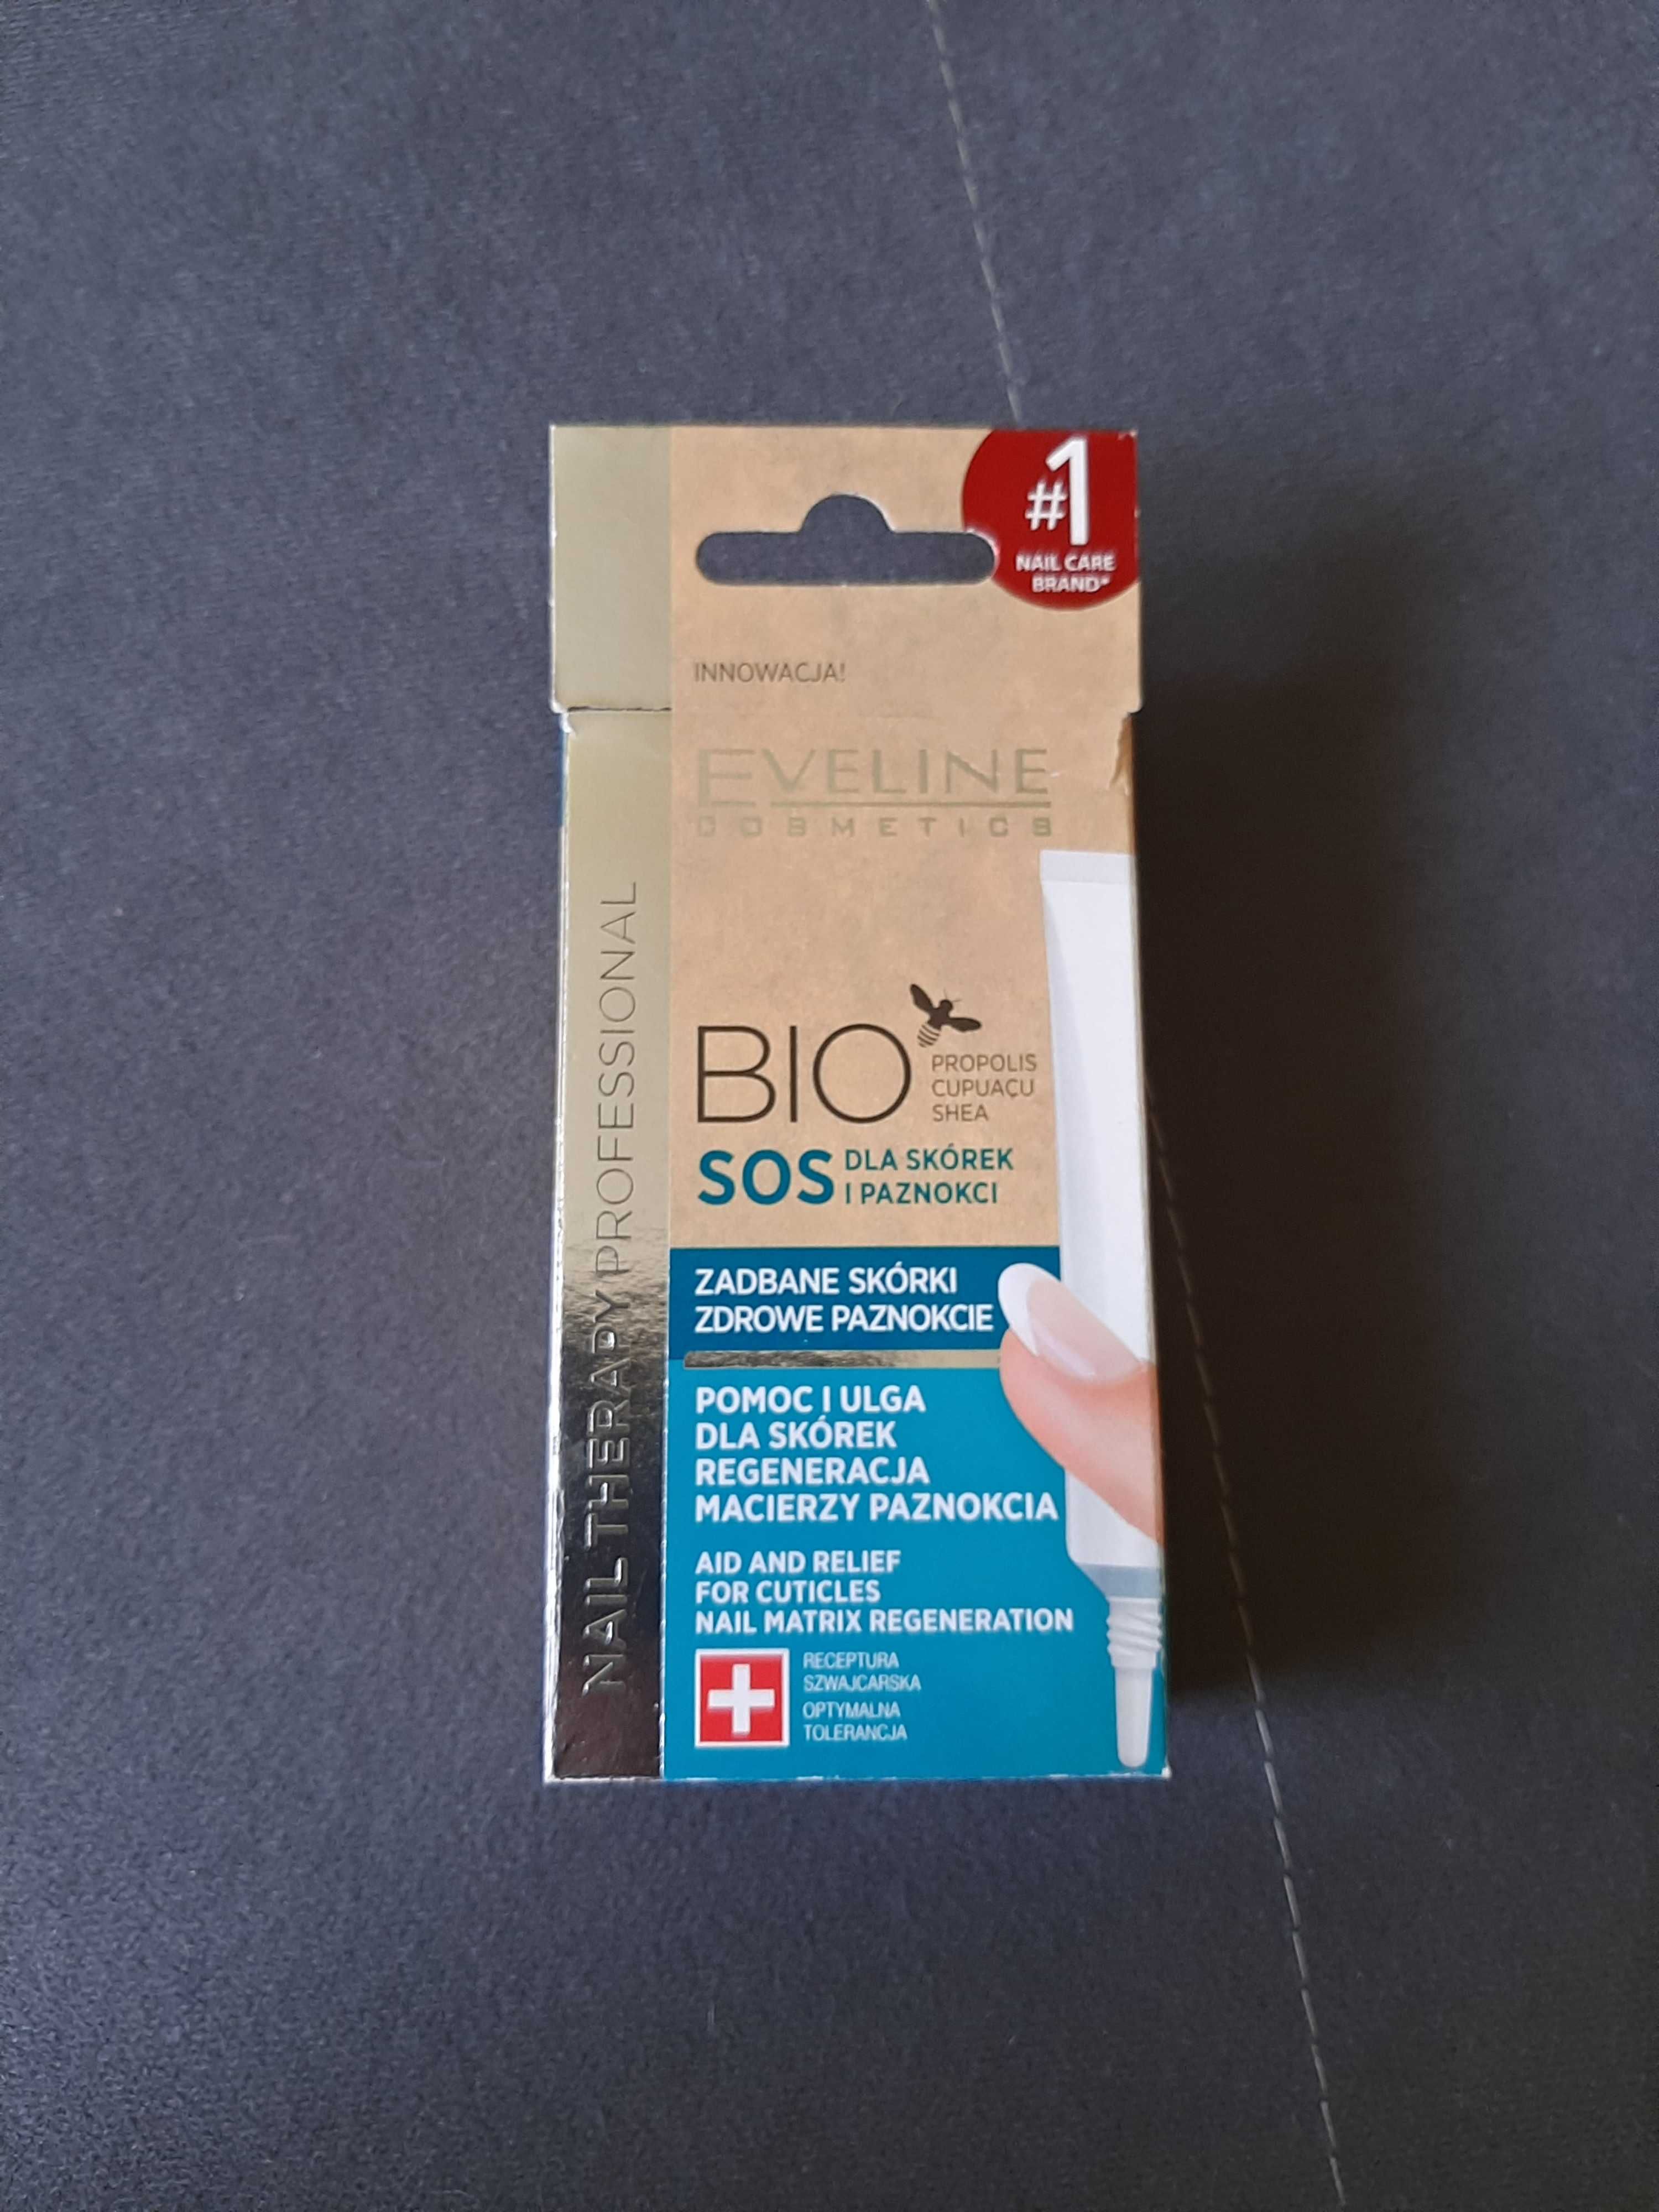 #1
NAIL CARE
BRAND*
INNOWACJA!
EVELINE
COSMETICS
NAIL THERAPY PROFESSIONAL
BIO
PROPOLIS
CUPUAÇU
SHEA
SOS DLA SKÓREK
I PAZNOKCI
ZADBANE SKÓRKI
ZDROWE PAZNOKCIE
POMOC I ULGA
DLA SKÓREK
REGENERACJA
MACIERZY PAZNOKCIA
AID AND RELIEF
FOR CUTICLES
NAIL MATRIX REGENERATION
RECEPTURA
SZWAJCARSKA
OPTYMALNA
TOLERANCJA